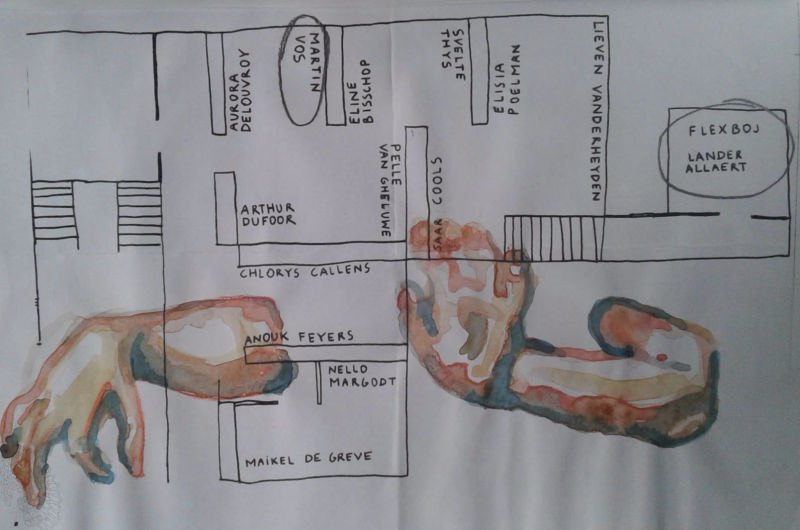 AURORA
DELOUVROY
MARTIN
VOS
ELINE
BISSCHOP
SVELTE
THYS
ELISIA
POELMAN
LIEVEN VANDERHEYDEN
FLEXBOJ
LANDER
ALLAERT
ARTHUR
DUFOOR
PELLE
VAN GHELUWE
SAAR COOLS
CHLORYS CALLENS
ANOUK FEYERS
NELLO
MARGODT
MAIKEL DE GREVE